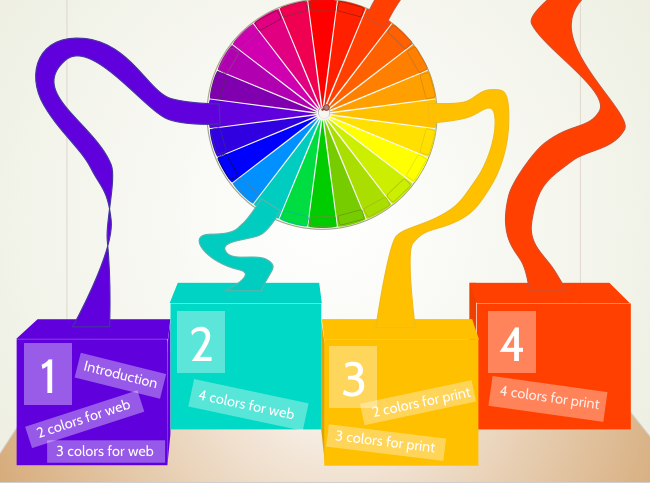 1
Introduction
2 colors for web
3 colors for web
2
4 colors for web
3
2 colors for print
3 colors for print
4
4 colors for print